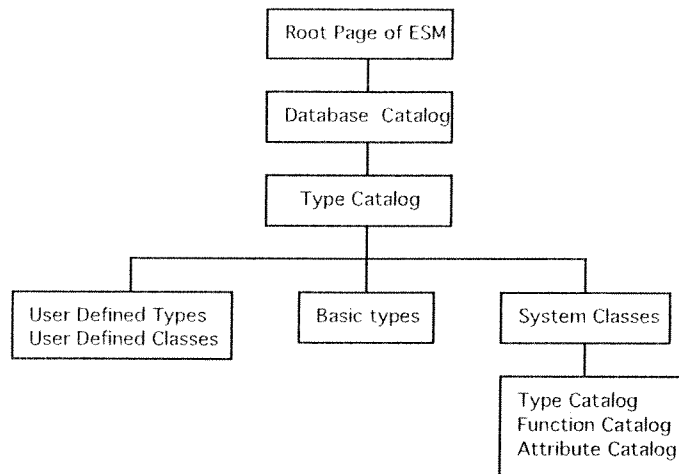 Root Page of ESM
Database Catalog
Type Catalog
User Defined Types
User Defined Classes
Basic types
System Classes
Type Catalog
Function Catalog
Attribute Catalog